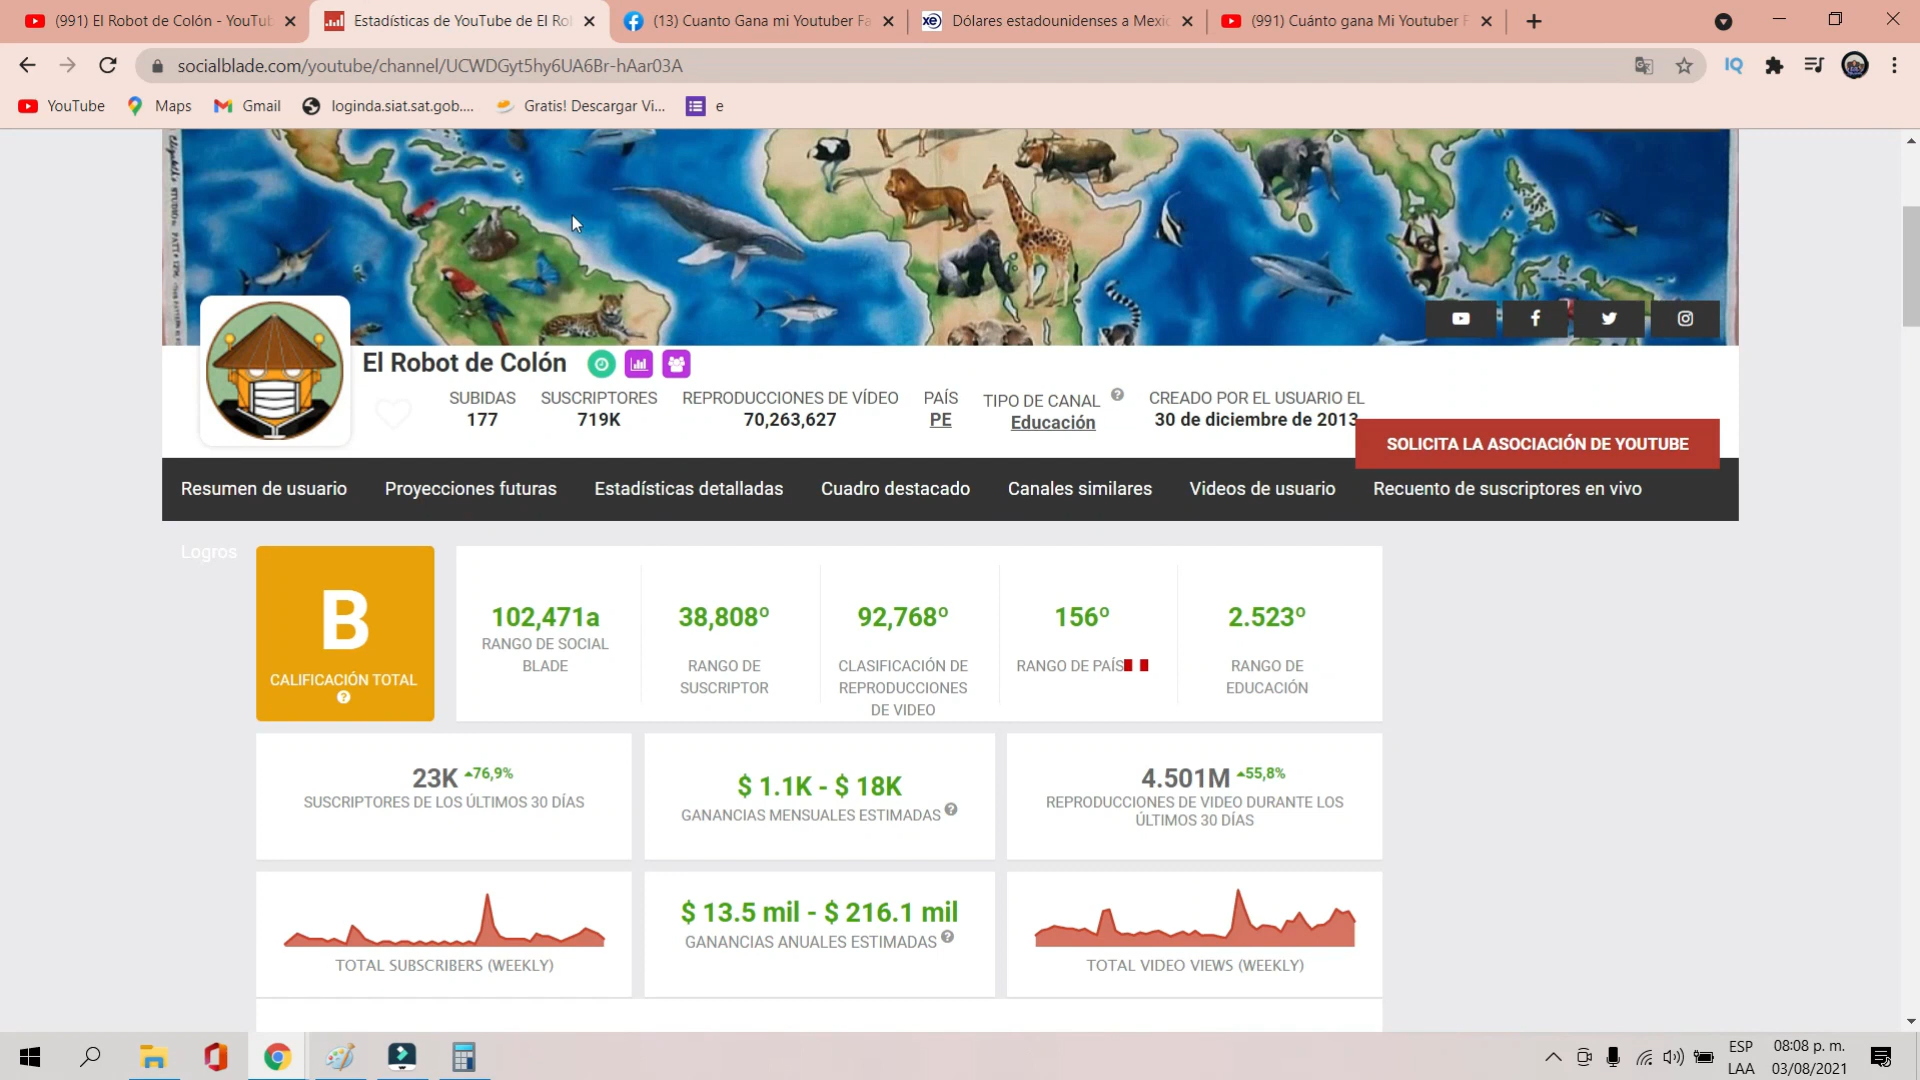 (991) El Robot de Colón - YouTub
Estadísticas de YouTube de El Ro
(13) Cuanto Gana mi Youtuber Fa
Dólares estadounidenses a Mexic
(991) Cuánto gana Mi Youtuber F
socialblade.com/youtube/channel/UCWDGyt5hy6UA6Br-hAar03A
YouTube
Maps
Gmail
loginda.siat.sat.gob....
Gratis! Descargar Vi...
e
El Robot de Colón
SUBIDAS
177
SUSCRIPTORES
719K
REPRODUCCIONES DE VÍDEO
70,263,627
PAÍS
PE
TIPO DE CANAL
Educación
CREADO POR EL USUARIO EL
30 de diciembre de 2013
SOLICITA LA ASOCIACIÓN DE YOUTUBE
Resumen de usuario
Proyecciones futuras
Estadísticas detalladas
Cuadro destacado
Canales similares
Videos de usuario
Recuento de suscriptores en vivo
Logros
B
CALIFICACIÓN TOTAL
102,471a
RANGO DE SOCIAL
BLADE
38,808º
RANGO DE
SUSCRIPTOR
92,768º
CLASIFICACIÓN DE
REPRODUCCIONES
DE VIDEO
156º
RANGO DE PAÍS
2.523º
RANGO DE
EDUCACIÓN
23K 76,9%
SUSCRIPTORES DE LOS ÚLTIMOS 30 DÍAS
$ 1.1K - $ 18K
GANANCIAS MENSUALES ESTIMADAS
4.501M 55,8%
REPRODUCCIONES DE VIDEO DURANTE LOS
ÚLTIMOS 30 DÍAS
TOTAL SUBSCRIBERS (WEEKLY)
$ 13.5 mil - $ 216.1 mil
GANANCIAS ANUALES ESTIMADAS
TOTAL VIDEO VIEWS (WEEKLY)
ESP
LAA
08:08 p. m.
03/08/2021